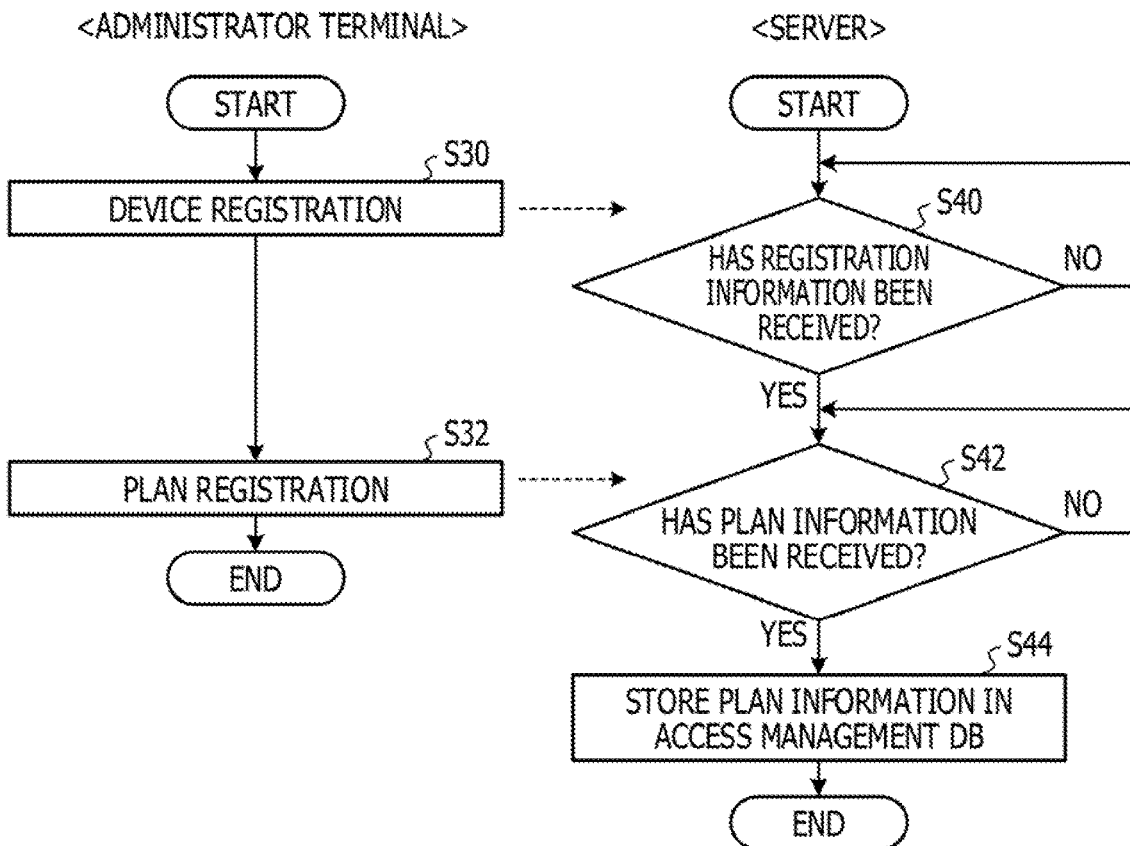 <ADMINISTRATOR TERMINAL>
START
S30
DEVICE REGISTRATION
S32
PLAN REGISTRATION
END
<SERVER>
START
S40
HAS REGISTRATION
INFORMATION BEEN
RECEIVED?
NO
YES
S42
HAS PLAN INFORMATION
BEEN RECEIVED?
NO
YES
S44
STORE PLAN INFORMATION IN
ACCESS MANAGEMENT DB
END